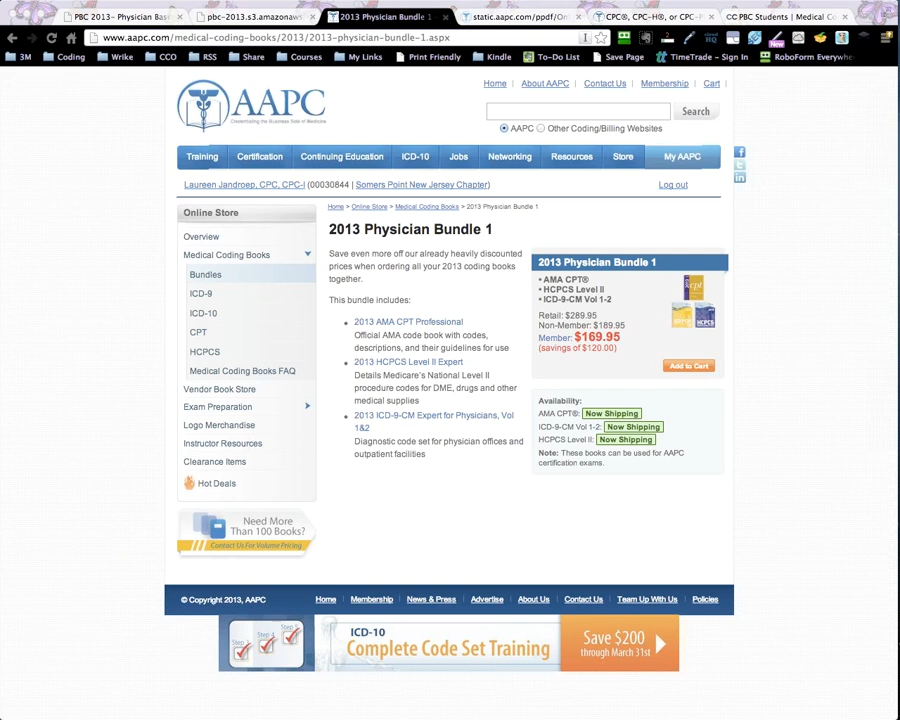 PBC 2013– Physician Base
pbc-2013.s3.amazonaws
2013 Physician Bundle 1
static.aapc.com/ppdf/On
CPC®, CPC-H®, or CPC-P
CC PBC Students | Medical Co
www.aapc.com/medical-coding-books/2013/2013-physician-bundle-1.aspx
3M Coding Wrike CCO RSS Share Courses My Links Print Friendly Kindle To-Do List Save Page TimeTrade – Sign In RoboForm Everywhe
Home | About AAPC | Contact Us | Membership | Cart
AAPC
Credentialing the Business Side of Medicine
Search
AAPC Other Coding/Billing Websites
Training Certification Continuing Education ICD-10 Jobs Networking Resources Store My AAPC
Laureen Jandroep, CPC, CPC-I (00030844 | Somers Point New Jersey Chapter)
Log out
Online Store
Overview
Medical Coding Books
Bundles
ICD-9
ICD-10
CPT
HCPCS
Medical Coding Books FAQ
Vendor Book Store
Exam Preparation
Logo Merchandise
Instructor Resources
Clearance Items
Hot Deals
Need More
Than 100 Books?
Contact Us For Volume Pricing
Home > Online Store > Medical Coding Books > 2013 Physician Bundle 1
2013 Physician Bundle 1
Save even more off our already heavily discounted
prices when ordering all your 2013 coding books
together.
This bundle includes:
• 2013 AMA CPT Professional
Official AMA code book with codes,
descriptions, and their guidelines for use
• 2013 HCPCS Level II Expert
Details Medicare's National Level II
procedure codes for DME, drugs and other
medical supplies
• 2013 ICD-9-CM Expert for Physicians, Vol
1&2
Diagnostic code set for physician offices and
outpatient facilities
2013 Physician Bundle 1
• AMA CPT®
• HCPCS Level II
• ICD-9-CM Vol 1-2
Retail: $289.95
Non-Member: $189.95
Member: $169.95
(savings of $120.00)
Add to Cart
Availability:
AMA CPT®: Now Shipping
ICD-9-CM Vol 1-2: Now Shipping
HCPCS Level II: Now Shipping
Note: These books can be used for AAPC
certification exams.
© Copyright 2013, AAPC
Home | Membership | News & Press | Advertise | About Us | Contact Us | Team Up With Us | Policies
Step 4
ICD-10
Complete Code Set Training
Save $200
through March 31st